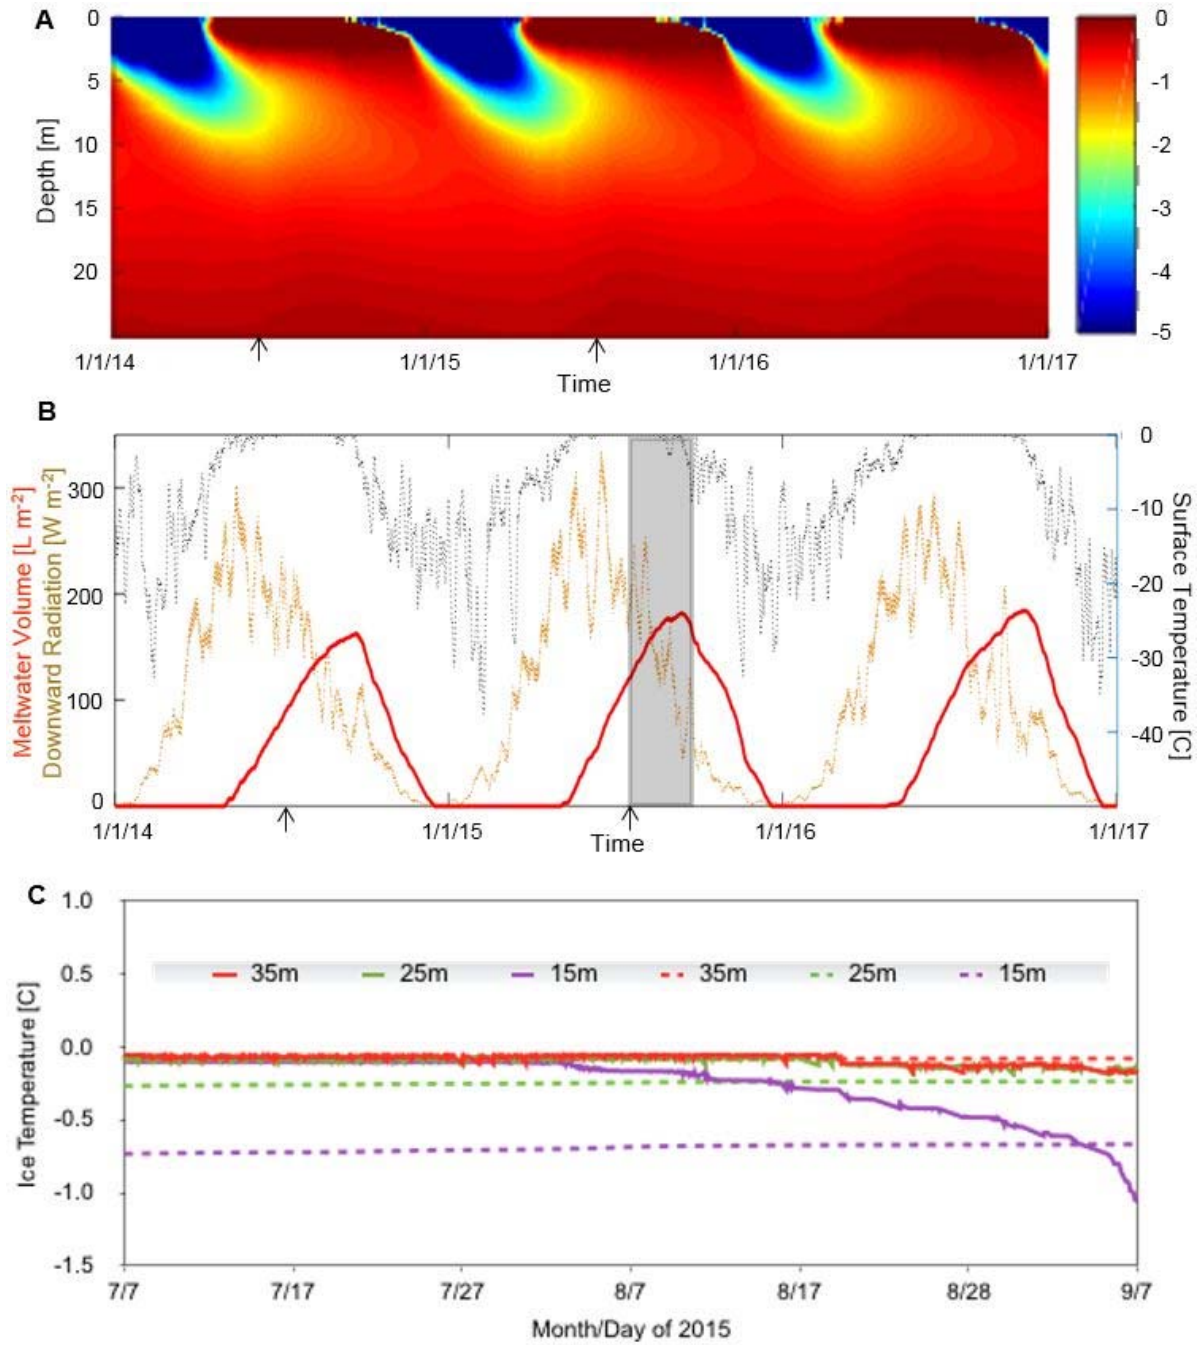 A
0
5
10
15
20
Depth [m]
1/1/14
1/1/15
1/1/16
1/1/17
Time
0
-1
-2
-3
-4
-5
B
Meltwater Volume [L m-2]
Downward Radiation [W m-2]
300
200
100
0
0
-10
-20
-30
-40
Surface Temperature [C]
1/1/14
1/1/15
1/1/16
1/1/17
Time
C
1.0
0.5
0.0
-0.5
-1.0
-1.5
Ice Temperature [C]
35m 25m 15m 35m 25m 15m
7/7 7/17 7/27 8/7 8/17 8/28 9/7
Month/Day of 2015